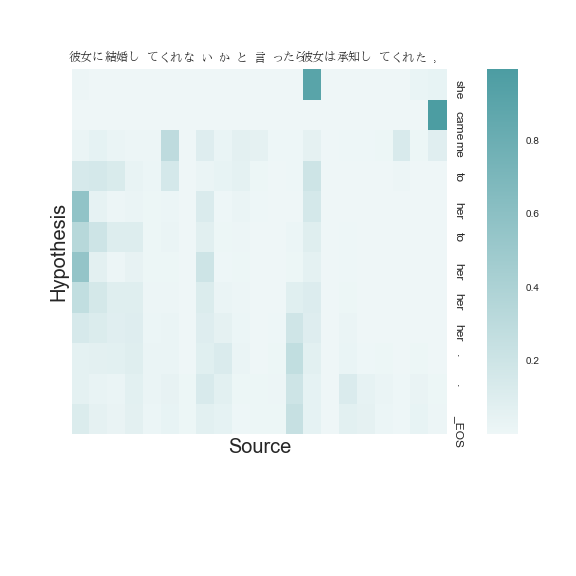 彼女に結婚してくれないかと言ったら彼女は承知してくれた,
she
came
me
to
her
to
her
her
her
.
.
_EOS
Hypothesis
Source
0.8
0.6
0.4
0.2